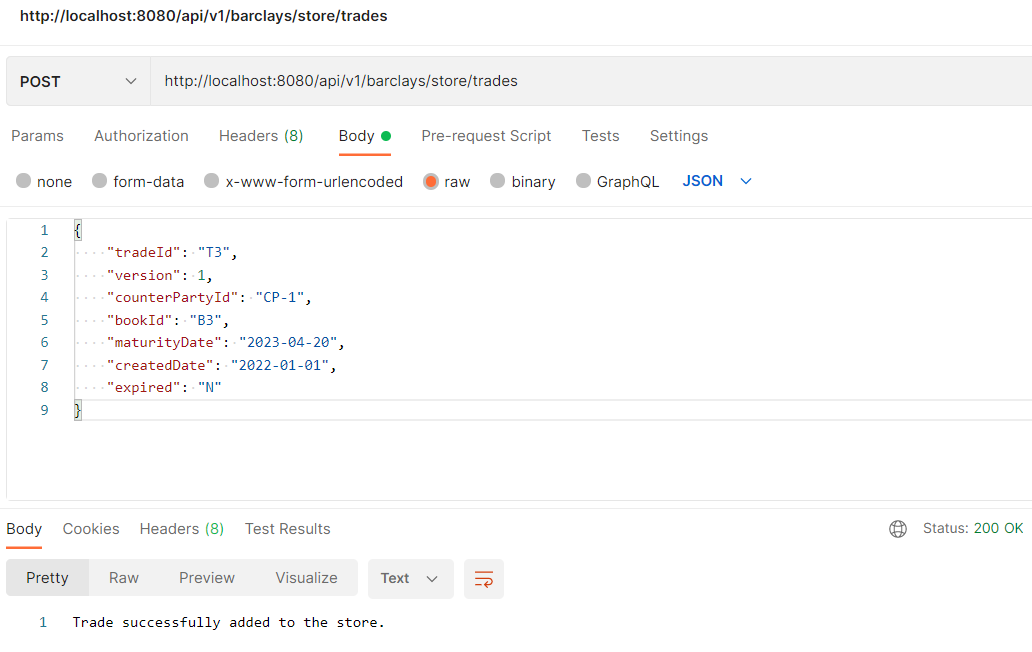 http://localhost:8080/api/v1/barclays/store/trades
POST http://localhost:8080/api/v1/barclays/store/trades
Params Authorization Headers (8) Body Pre-request Script Tests Settings
none form-data x-www-form-urlencoded raw binary GraphQL JSON
1 {
2 "tradeId": "T3",
3 "version": 1,
4 "counterPartyId": "CP-1",
5 "bookId": "B3",
6 "maturityDate": "2023-04-20",
7 "createdDate": "2022-01-01",
8 "expired": "N"
9 }
Body Cookies Headers (8) Test Results Status: 200 OK
Pretty Raw Preview Visualize Text
1 Trade successfully added to the store.